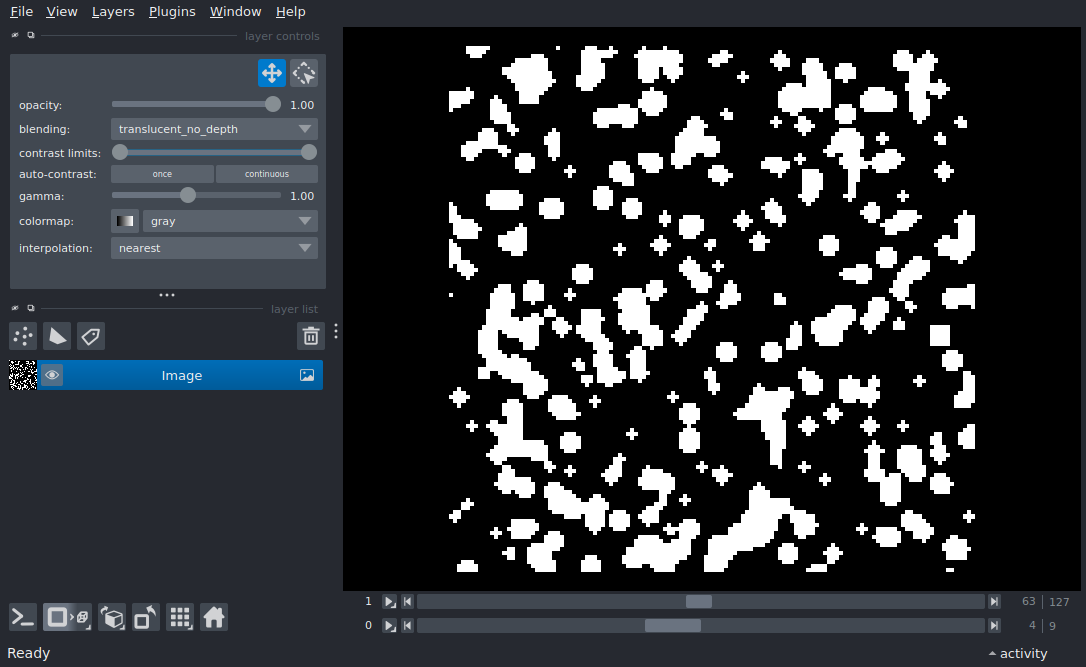 File View Layers Plugins Window Help
layer controls
opacity: 1.00
blending: translucent_no_depth
contrast limits:
auto-contrast: once continuous
gamma: 1.00
colormap: gray
interpolation: nearest
layer list
Image
1 63 127
0 4 9
Ready activity